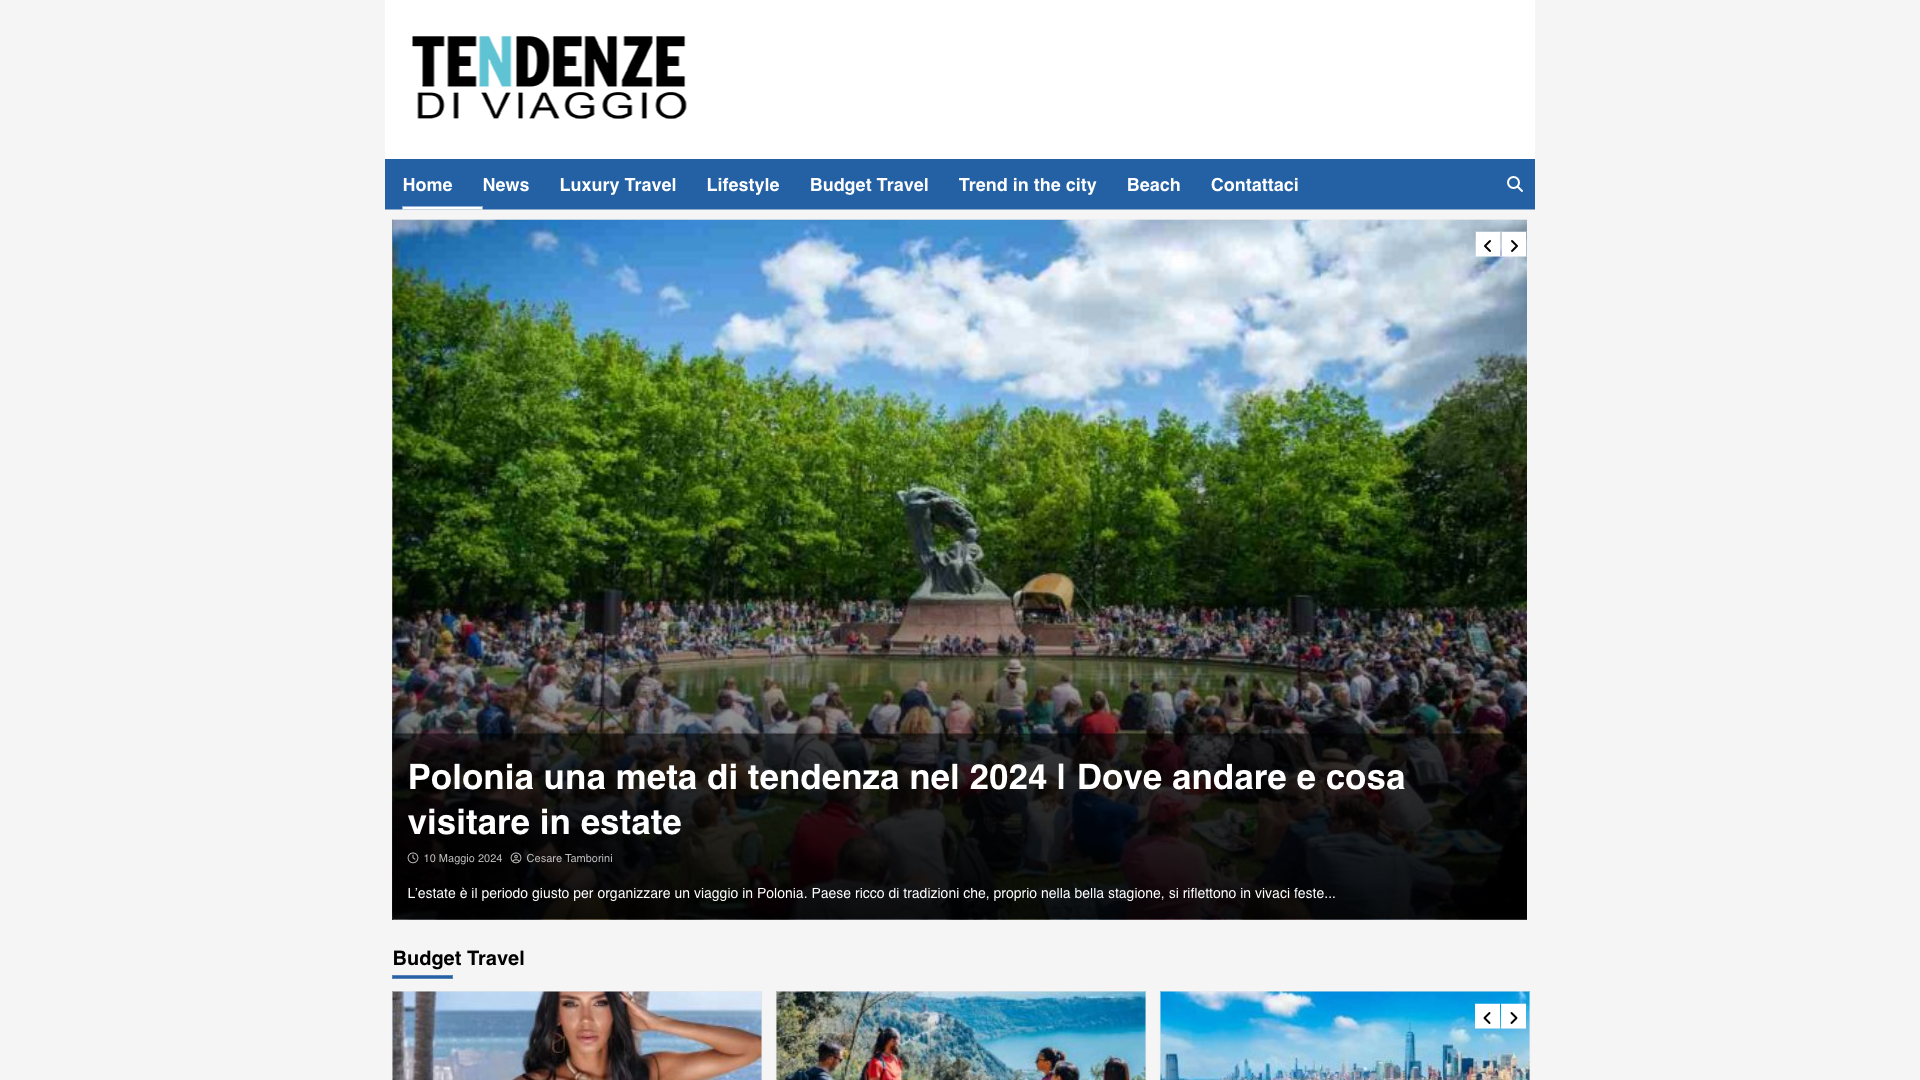 TENDENZE
DI VIAGGIO
Home News Luxury Travel Lifestyle Budget Travel Trend in the city Beach Contattaci
Polonia una meta di tendenza nel 2024 | Dove andare e cosa
visitare in estate
10 Maggio 2024 Cesare Tamborini
L'estate è il periodo giusto per organizzare un viaggio in Polonia. Paese ricco di tradizioni che, proprio nella bella stagione, si riflettono in vivaci feste...
Budget Travel